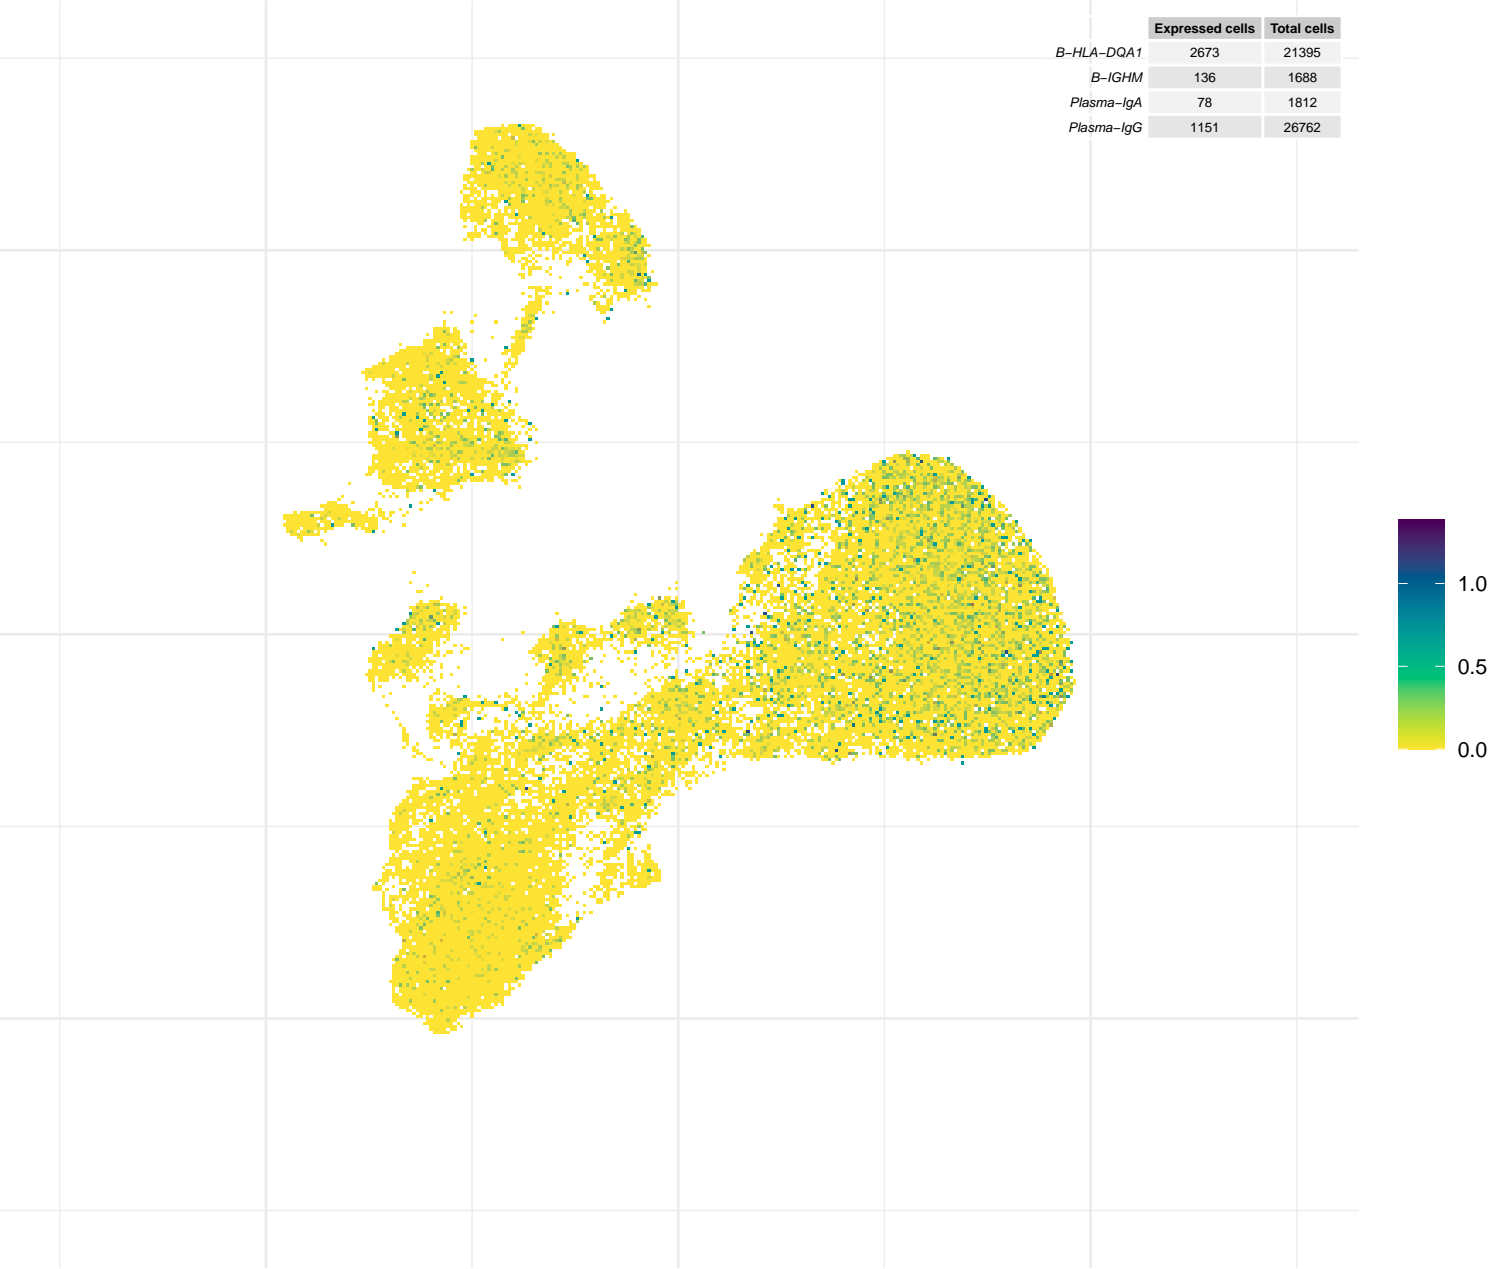 Expressed cells Total cells
B−HLA−DQA1 2673 21395
B−IGHM 136 1688
Plasma−IgA 78 1812
Plasma−IgG 1151 26762
1.0
0.5
0.0